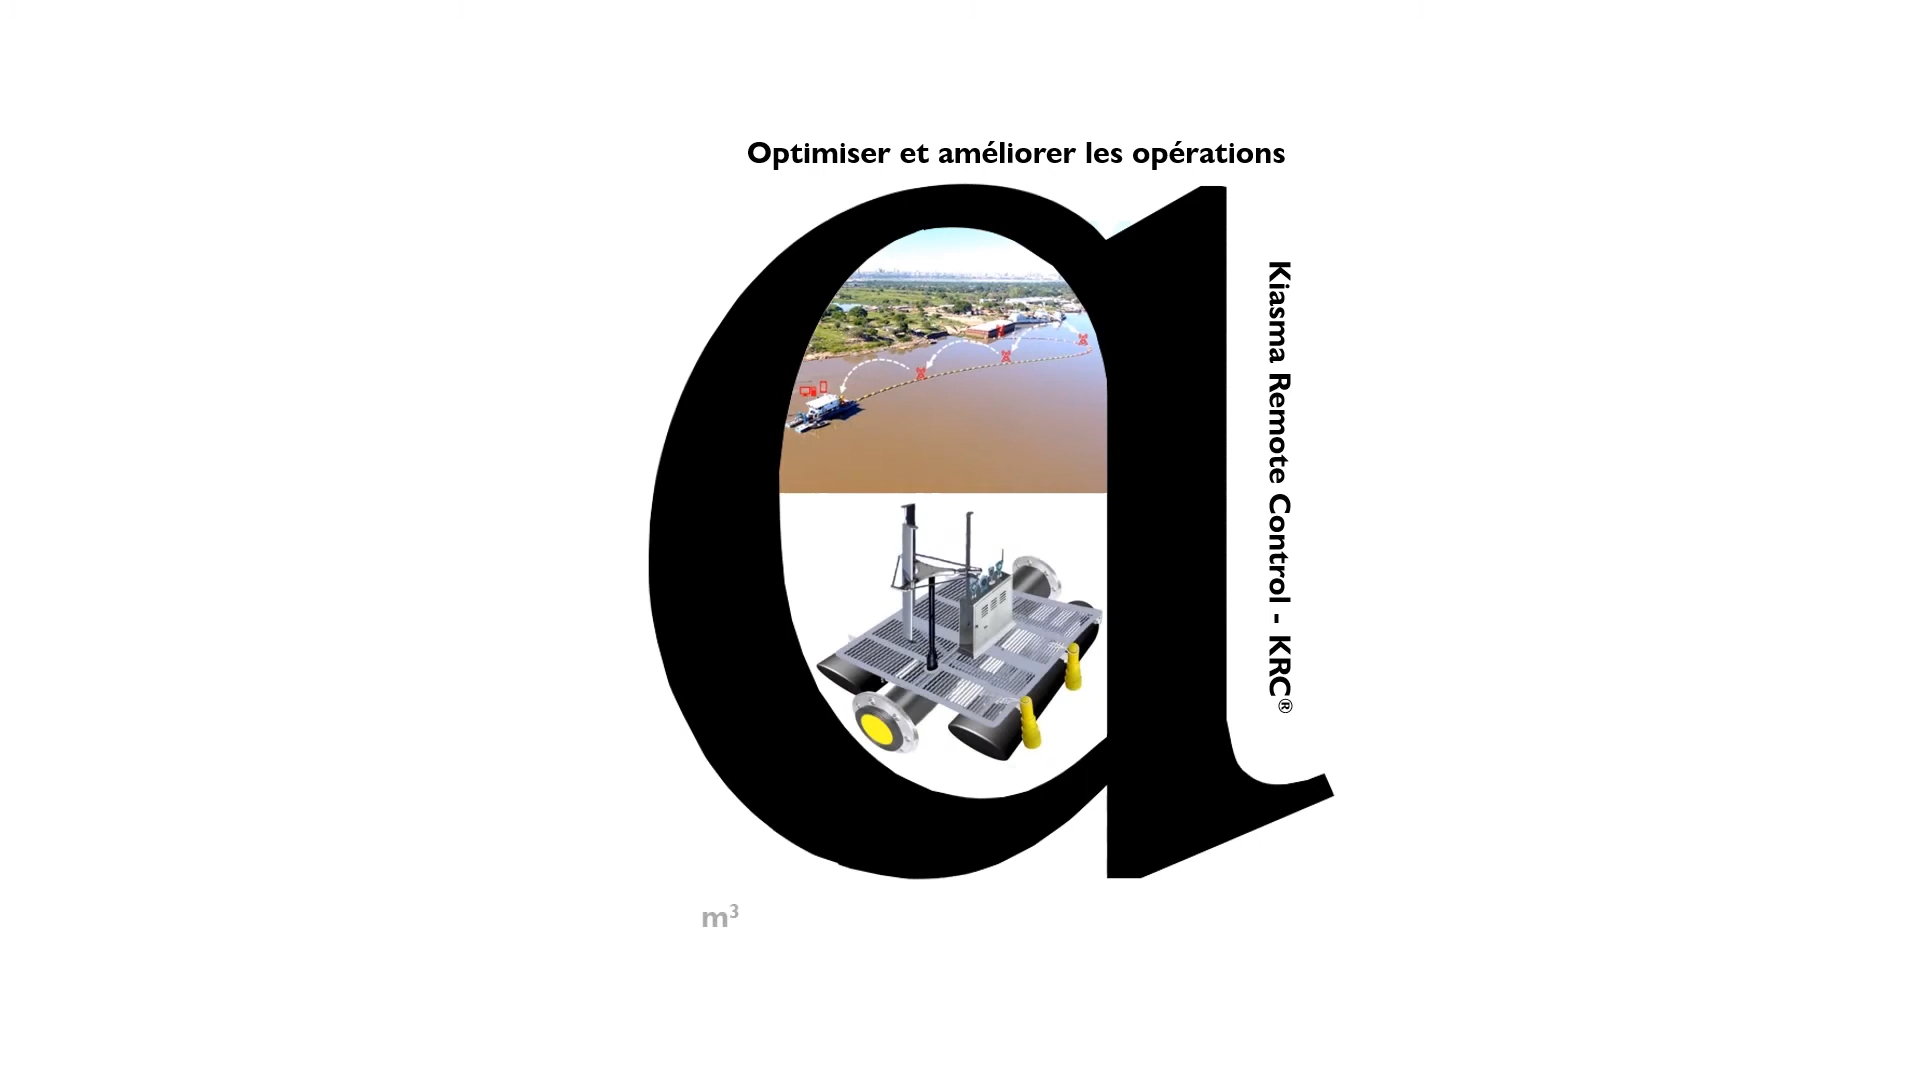 Optimiser et améliorer les opérations
a
Kiasma Remote Control - KRC®
m³